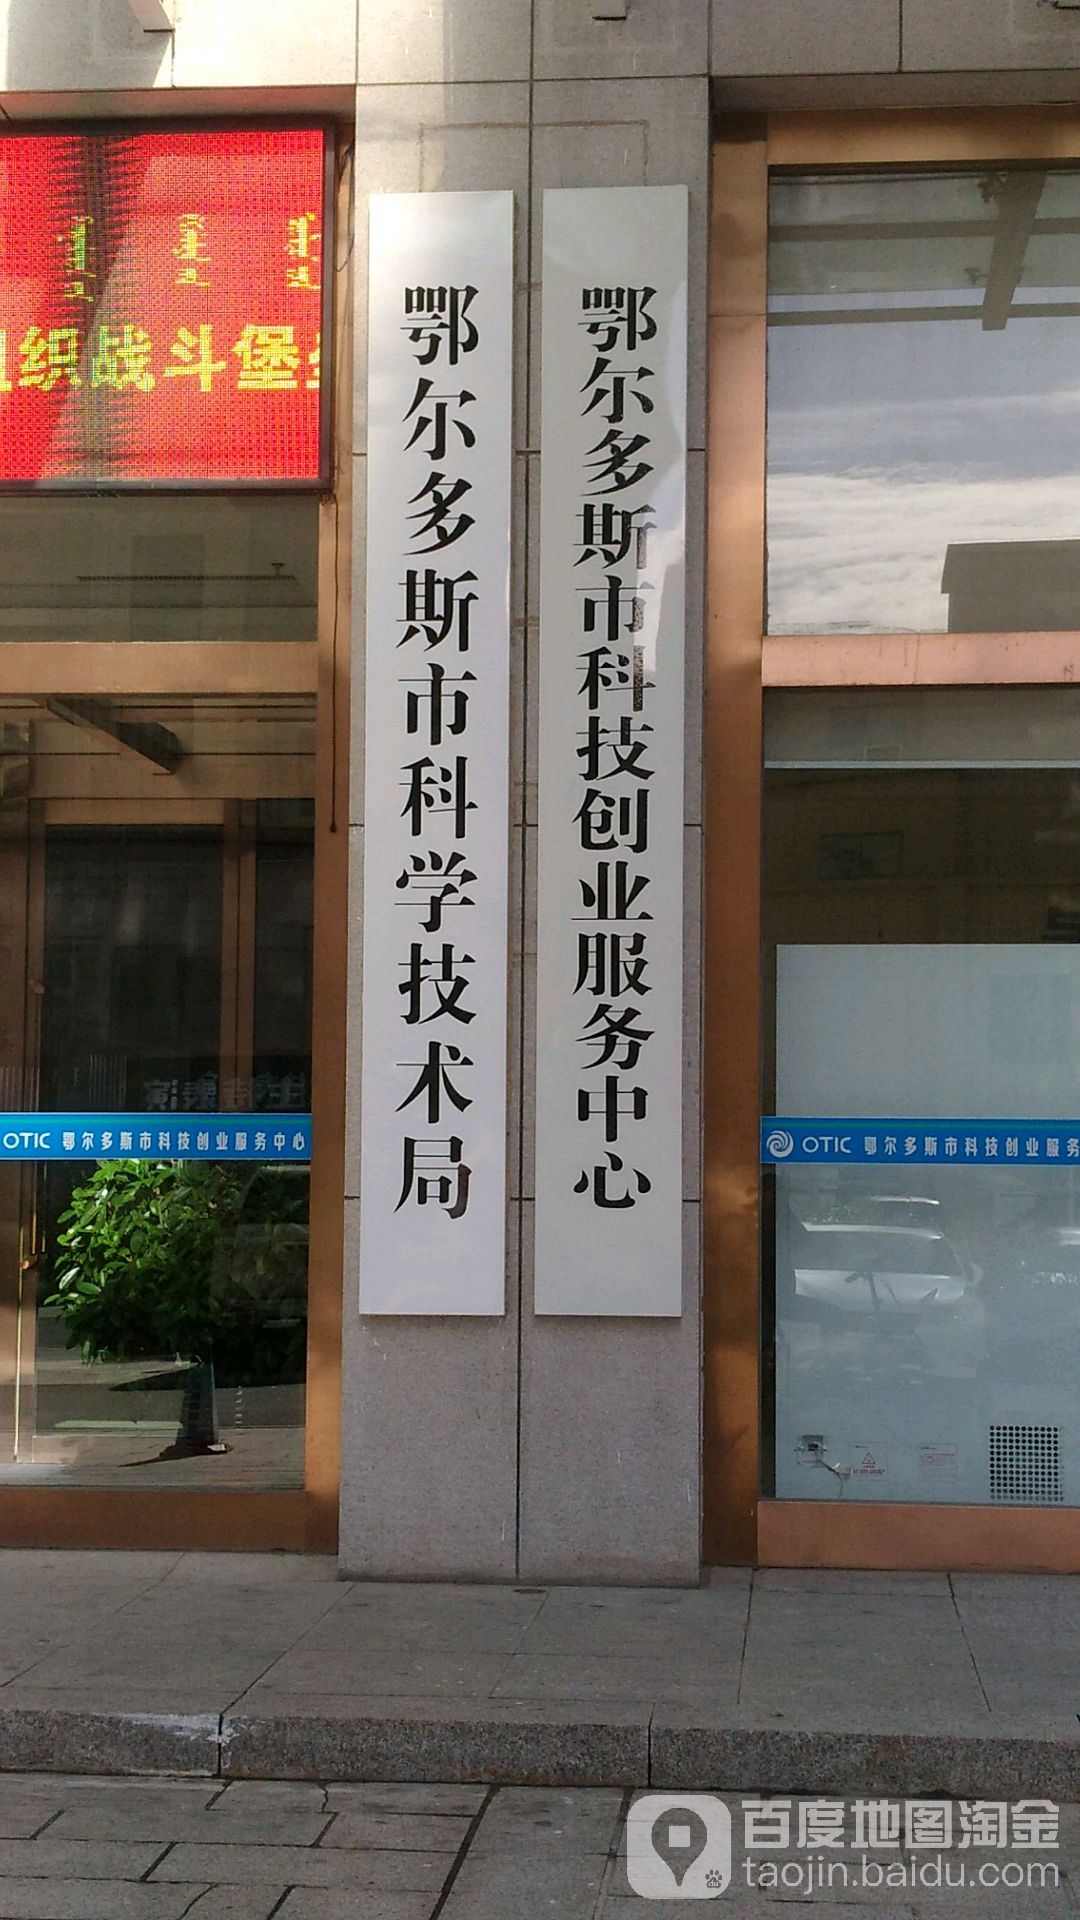 组织战斗堡
鄂尔多斯市科学技术局
鄂尔多斯市科技创业服务中心
OTIC 鄂尔多斯市科技创业服务中心
OTIC 鄂尔多斯市科技创业服务
百度地图淘金
taojin.baidu.com